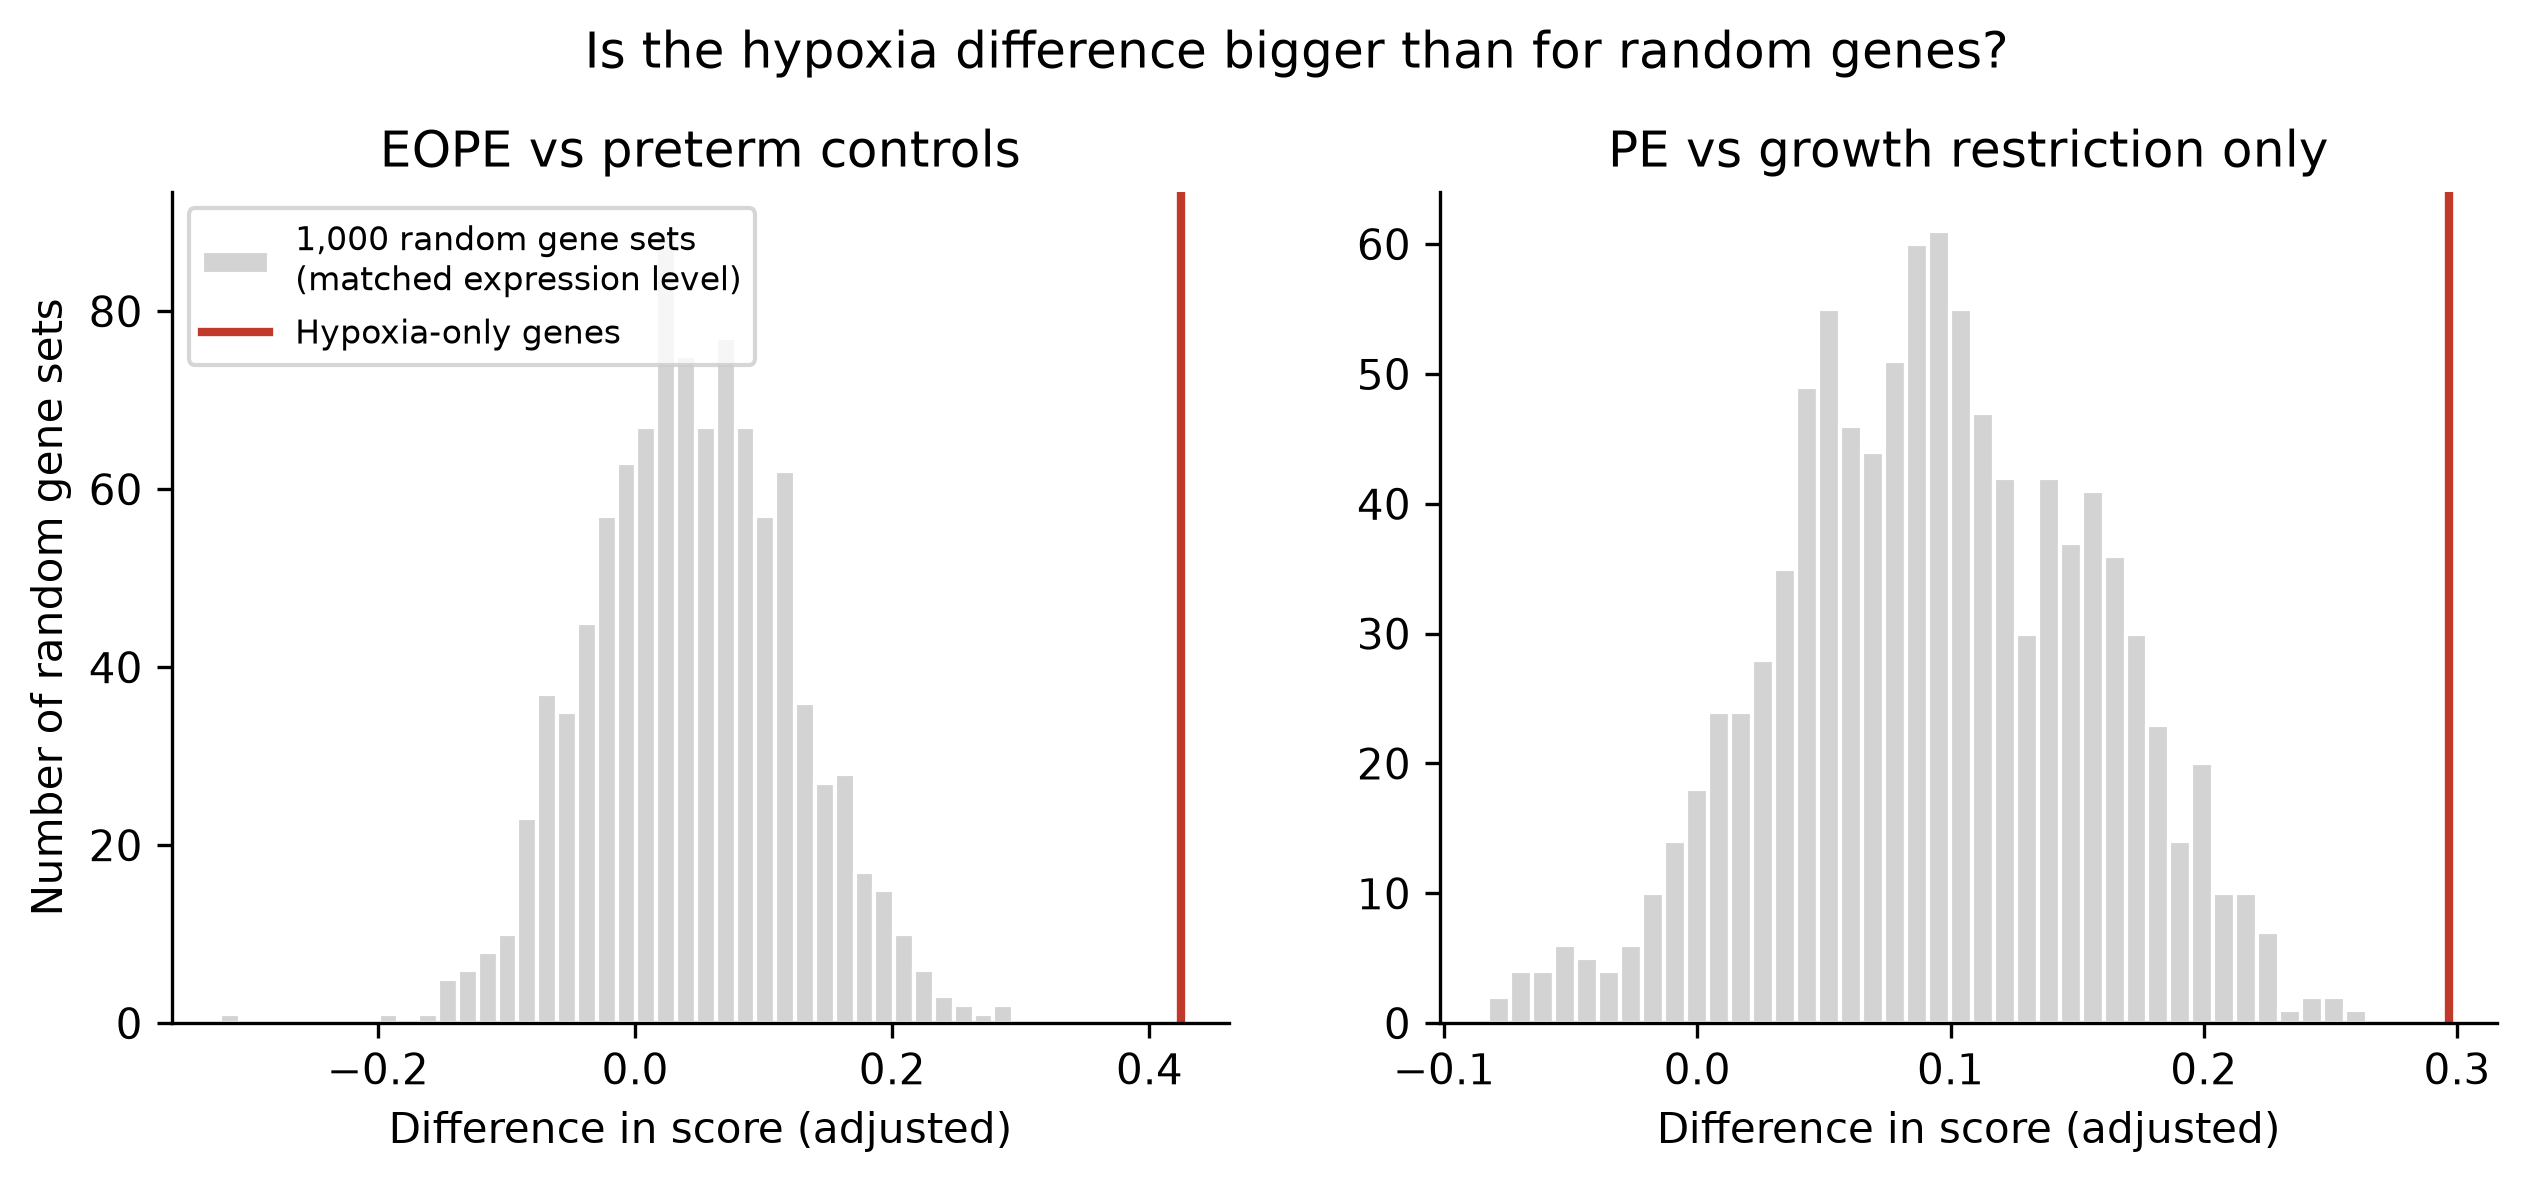 Is the hypoxia difference bigger than for random genes?
EOPE vs preterm controls
1,000 random gene sets
(matched expression level)
Hypoxia-only genes
Number of random gene sets
80
60
40
20
0
−0.2 0.0 0.2 0.4
Difference in score (adjusted)
PE vs growth restriction only
60
50
40
30
20
10
0
−0.1 0.0 0.1 0.2 0.3
Difference in score (adjusted)